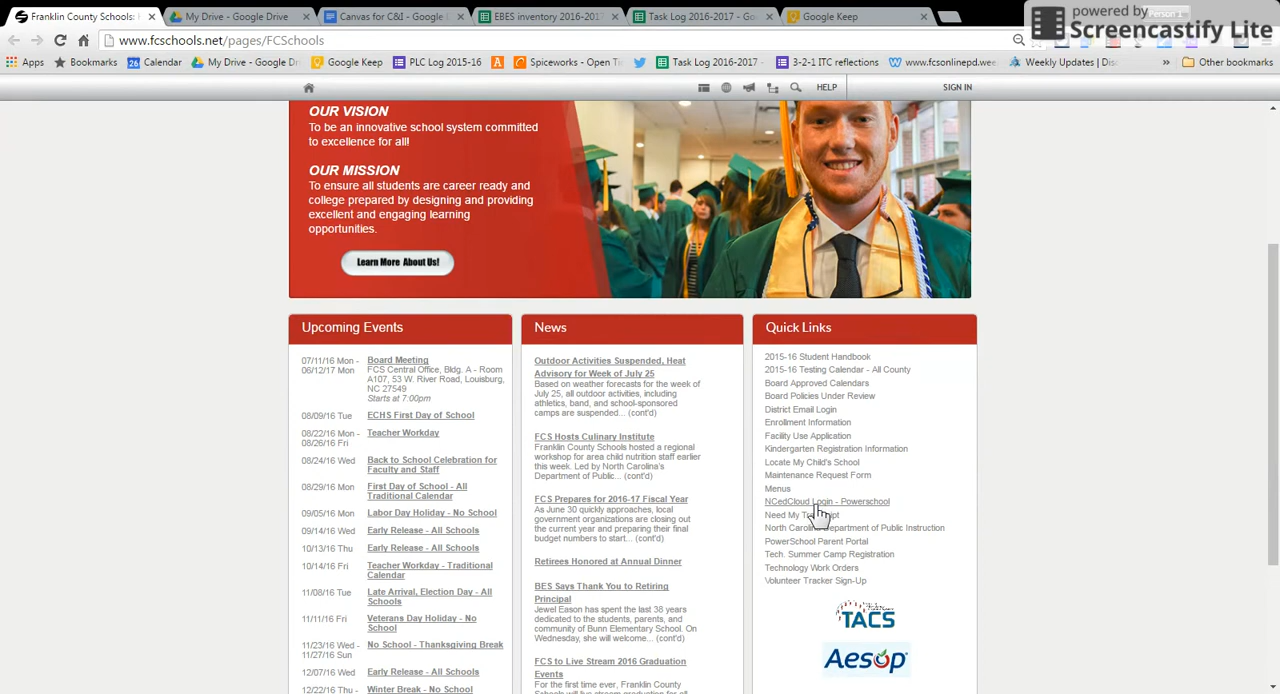 powered by
Screencastify Lite
Person 1
Franklin County Schools:
My Drive - Google Drive
Canvas for C&I - Google
EBES inventory 2016-2017
Task Log 2016-2017 - Go
Google Keep
www.fcschools.net/pages/FCSchools
Apps
Bookmarks
26
Calendar
My Drive - Google Dr
Google Keep
PLC Log 2015-16
Spiceworks - Open Ti
Task Log 2016-2017 -
3-2-1 ITC reflections
www.fcsonlinepd.wee
Weekly Updates | Dis
»
Other bookmarks
HELP
SIGN IN
OUR VISION
To be an innovative school system committed
to excellence for all!
OUR MISSION
To ensure all students are career ready and
college prepared by designing and providing
excellent and engaging learning
opportunities.
Learn More About Us!
Upcoming Events
07/11/16 Mon -
06/12/17 Mon
Board Meeting
FCS Central Office, Bldg. A - Room
A107, 53 W. River Road, Louisburg,
NC 27549
Starts at 7:00pm
08/09/16 Tue
ECHS First Day of School
08/22/16 Mon -
08/26/16 Fri
Teacher Workday
08/24/16 Wed
Back to School Celebration for
Faculty and Staff
08/29/16 Mon
First Day of School - All
Traditional Calendar
09/05/16 Mon
Labor Day Holiday - No School
09/14/16 Wed
Early Release - All Schools
10/13/16 Thu
Early Release - All Schools
10/14/16 Fri
Teacher Workday - Traditional
Calendar
11/08/16 Tue
Late Arrival, Election Day - All
Schools
11/11/16 Fri
Veterans Day Holiday - No
School
11/23/16 Wed -
11/27/16 Sun
No School - Thanksgiving Break
12/07/16 Wed
Early Release - All Schools
12/22/16 Thu
Winter Break - No School
News
Outdoor Activities Suspended, Heat
Advisory for Week of July 25
Based on weather forecasts for the week of
July 25, all outdoor activities, including
athletics, band, and school-sponsored
camps are suspended... (cont'd)
FCS Hosts Culinary Institute
Franklin County Schools hosted a regional
workshop for area child nutrition staff earlier
this week. Led by North Carolina's
Department of Public... (cont'd)
FCS Prepares for 2016-17 Fiscal Year
As June 30 quickly approaches, local
government organizations are closing out
the current year and preparing their final
budget numbers to start... (cont'd)
Retirees Honored at Annual Dinner
BES Says Thank You to Retiring
Principal
Jewel Eason has spent the last 38 years
dedicated to the students, parents, and
community of Bunn Elementary School. On
Wednesday, she will welcome... (cont'd)
FCS to Live Stream 2016 Graduation
Events
For the first time ever, Franklin County
Quick Links
2015-16 Student Handbook
2015-16 Testing Calendar - All County
Board Approved Calendars
Board Policies Under Review
District Email Login
Enrollment Information
Facility Use Application
Kindergarten Registration Information
Locate My Child's School
Maintenance Request Form
Menus
NCedCloud Login - Powerschool
Need My
North Carolina Department of Public Instruction
PowerSchool Parent Portal
Tech. Summer Camp Registration
Technology Work Orders
Volunteer Tracker Sign-Up
TACS
Aesop